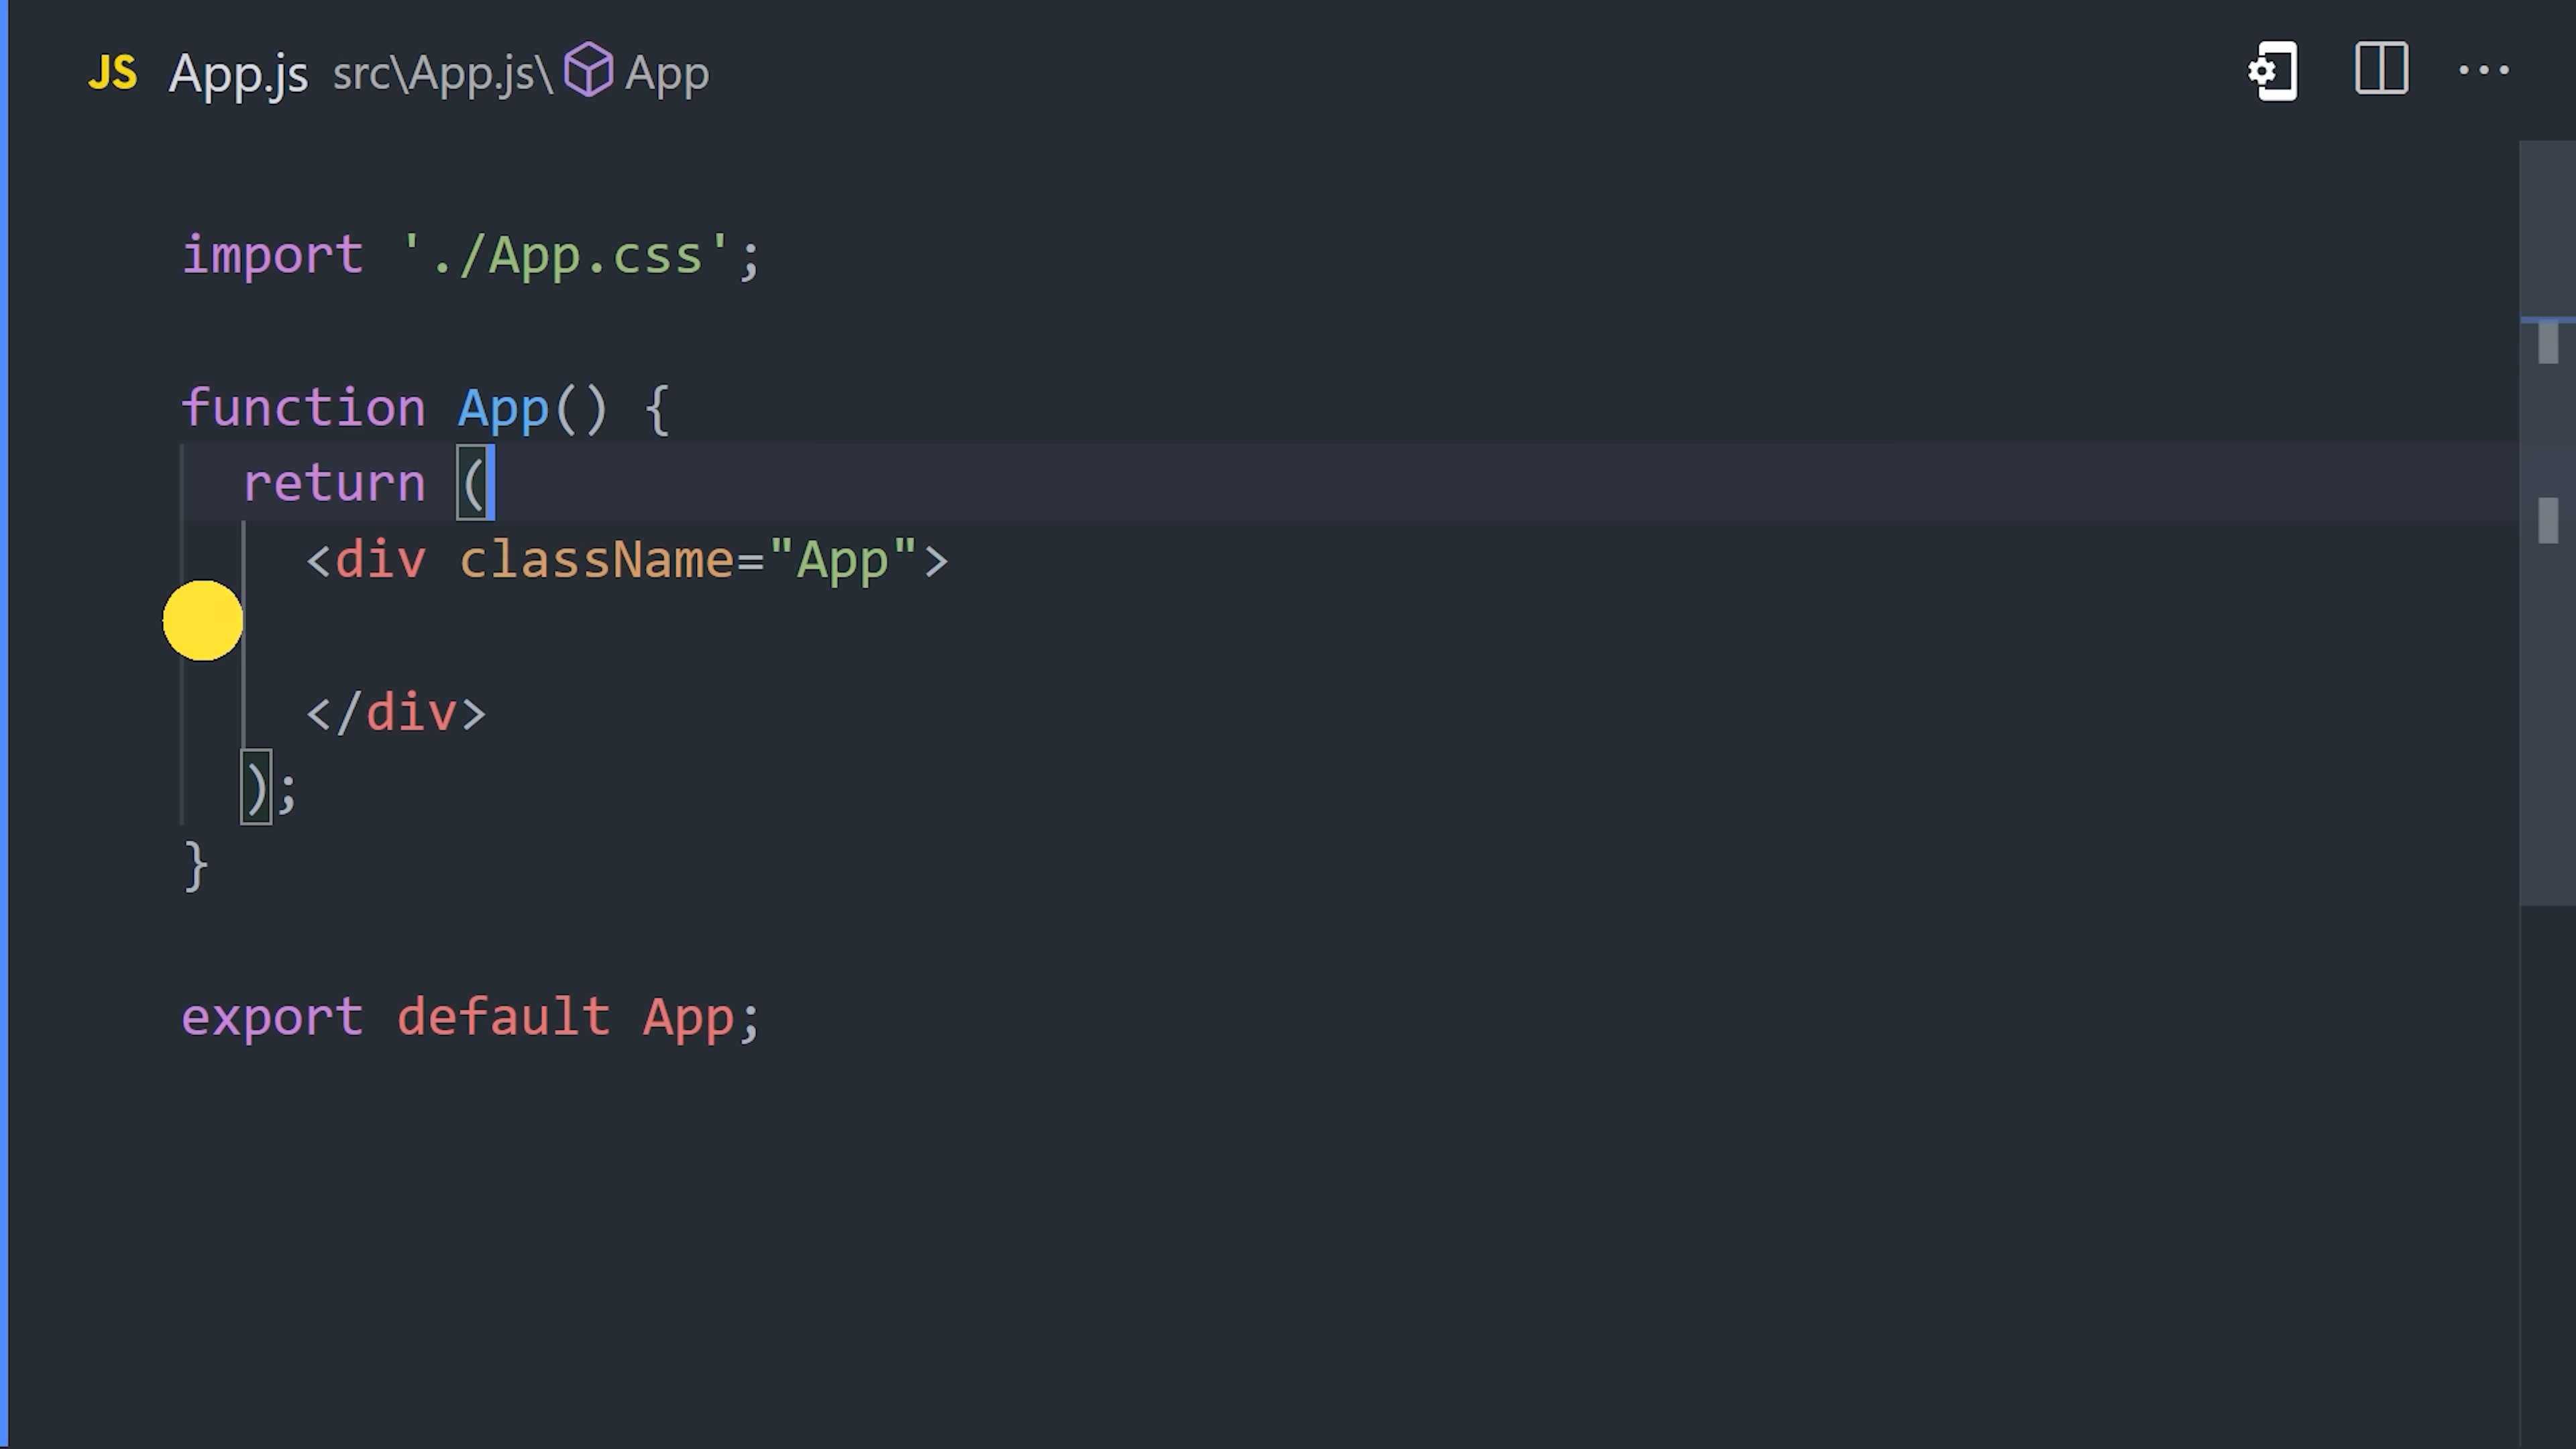 JS App.js src\App.js\ App
import './App.css';
function App() {
return (
<div className="App">
</div>
);
}
export default App;